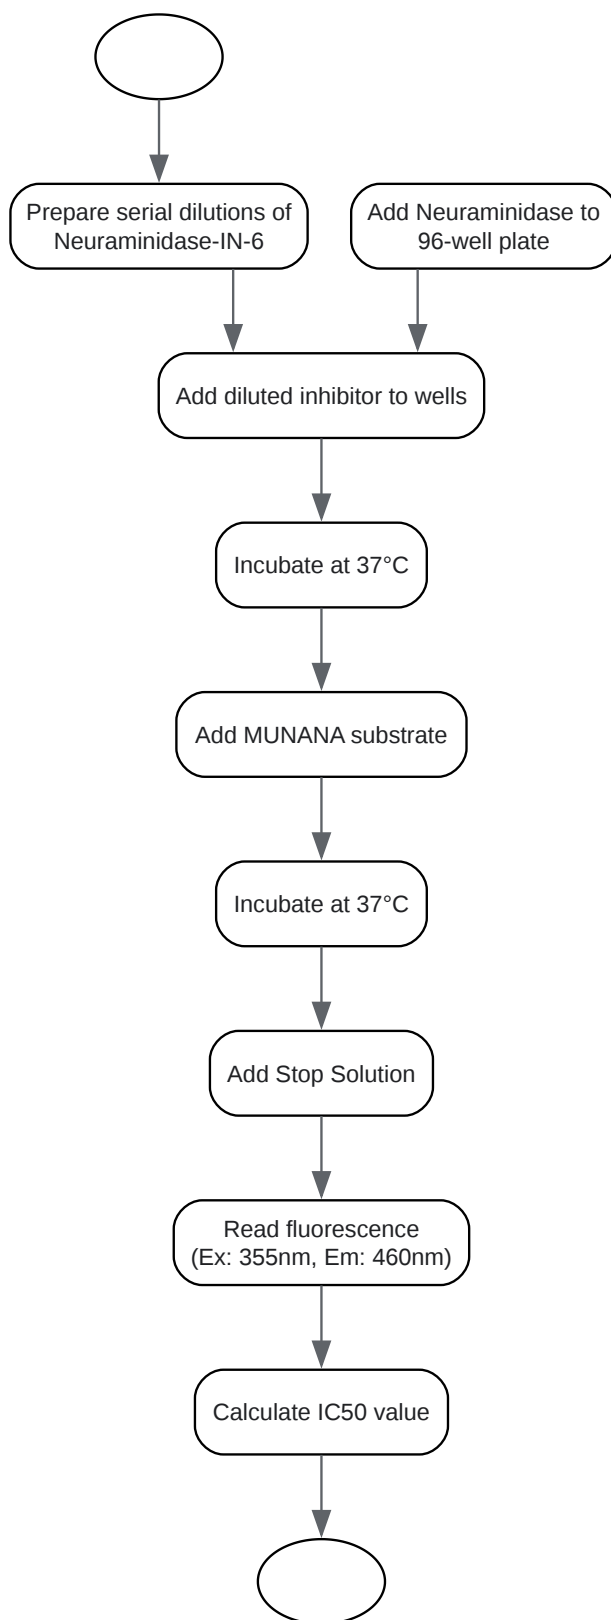 Prepare serial dilutions of
Neuraminidase-IN-6
Add Neuraminidase to
96-well plate
Add diluted inhibitor to wells
Incubate at 37°C
Add MUNANA substrate
Incubate at 37°C
Add Stop Solution
Read fluorescence
(Ex: 355nm, Em: 460nm)
Calculate IC50 value